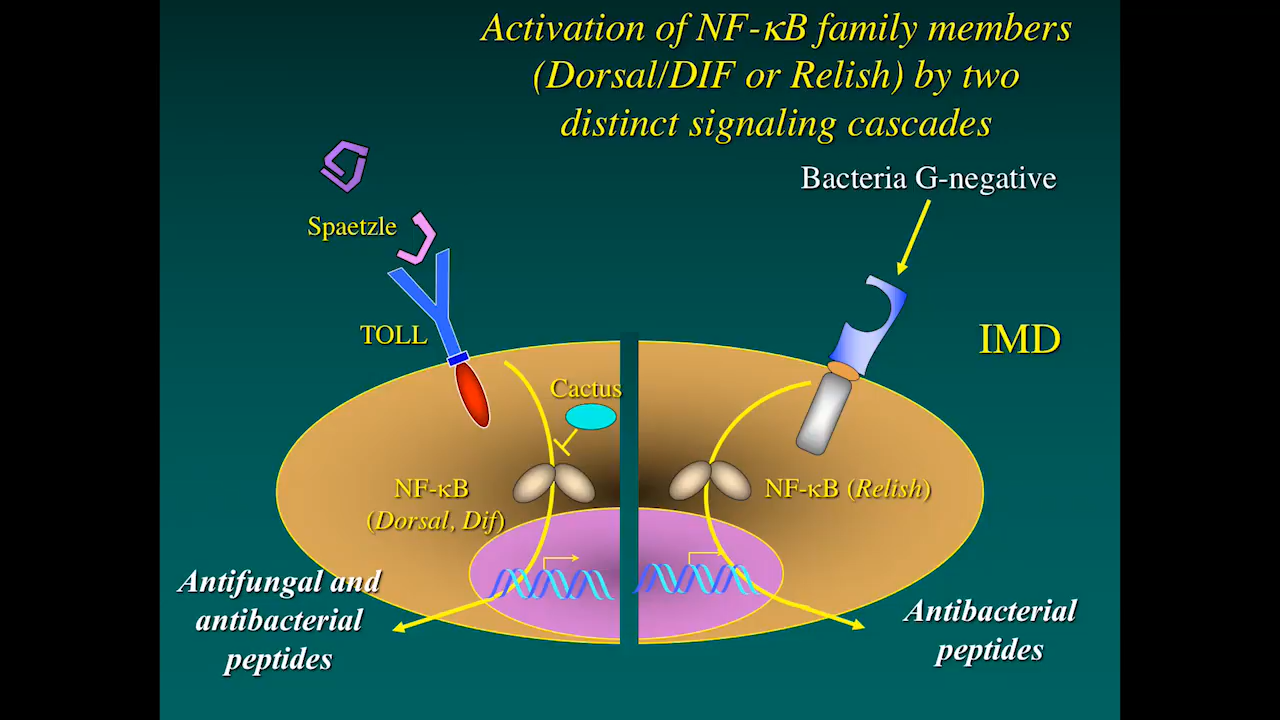 Activation of NF-κB family members
(Dorsal/DIF or Relish) by two
distinct signaling cascades
Bacteria G-negative
Spaetzle
TOLL
IMD
Cactus
NF-κB
(Dorsal, Dif)
NF-κB (Relish)
Antifungal and
antibacterial
peptides
Antibacterial
peptides